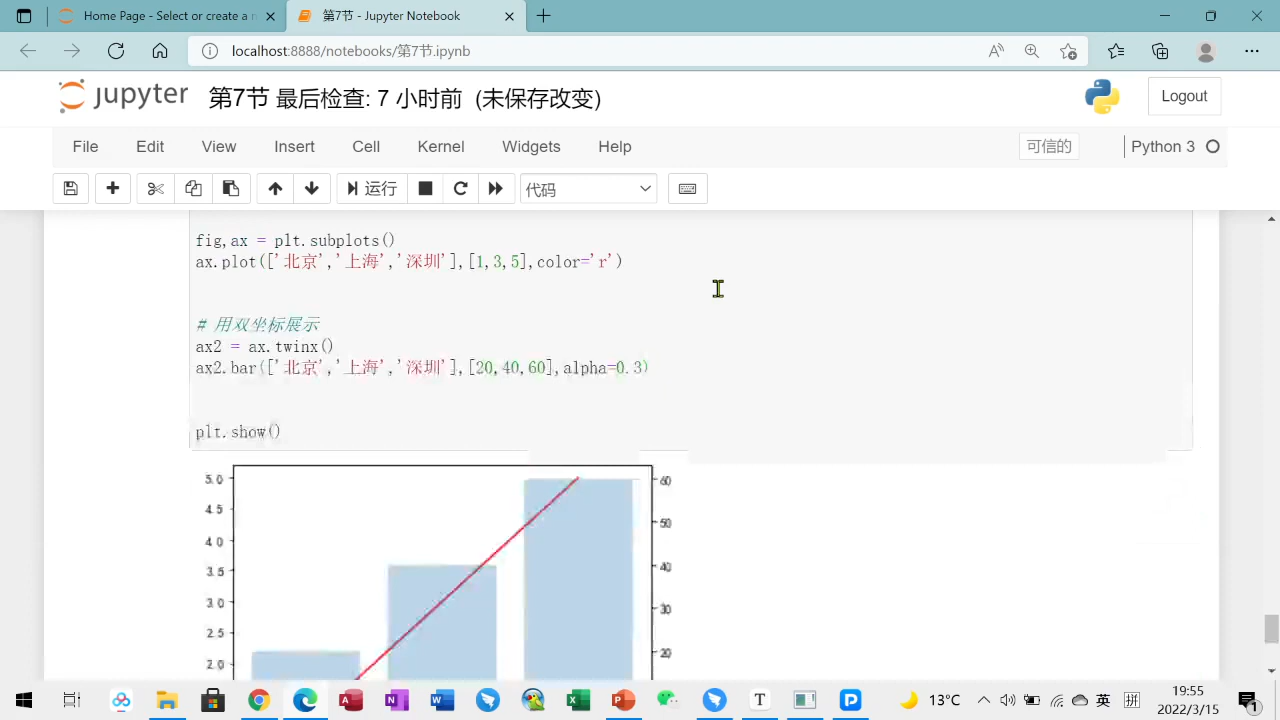 Home - Select or create a n
第7节 - Jupyter Notebook
localhost:8888/notebooks/第7节.ipynb
jupyter 第7节 最后检查: 7 小时前 (未保存改变)
Logout
File Edit View Insert Cell Kernel Widgets Help
可信的
Python 3
运行
代码
fig,ax = plt.subplots()
ax.plot(['北京','上海','深圳'],[1,3,5],color='r')
# 用双坐标展示
ax2 = ax.twinx()
ax2.bar(['北京','上海','深圳'],[20,40,60],alpha=0.3)
plt.show()
5.0
4.5
4.0
3.5
3.0
2.5
2.0
60
50
40
30
20
13°C
英
拼
19:55
2022/3/15
1